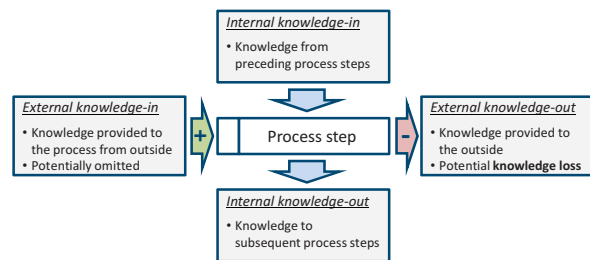 Internal knowledge-in
• Knowledge from
preceding process steps
External knowledge-in
• Knowledge provided to
the process from outside
• Potentially omitted
+
Process step
-
External knowledge-out
• Knowledge provided to
the outside
• Potential knowledge loss
Internal knowledge-out
• Knowledge to
subsequent process steps